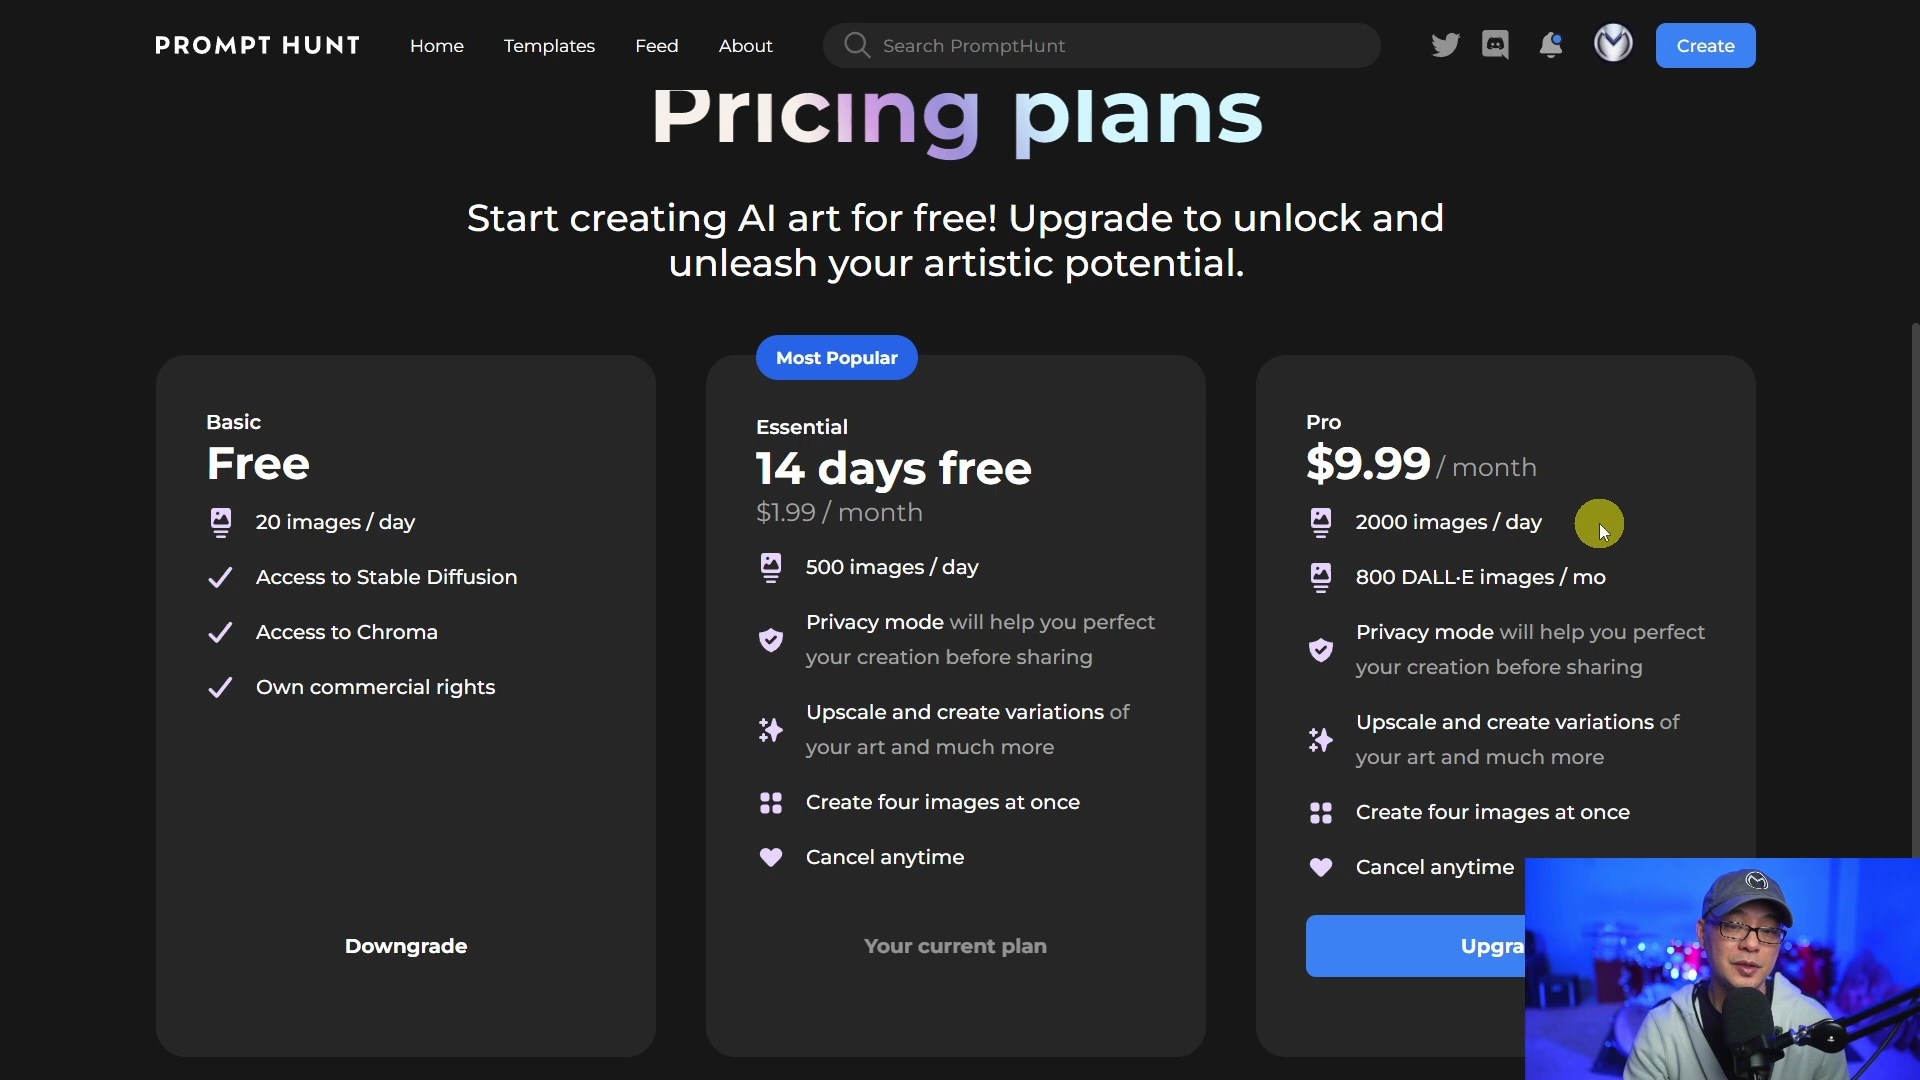 PROMPT HUNT
Home
Templates
Feed
About
Search PromptHunt
Create
Pricing plans
Start creating AI art for free! Upgrade to unlock and
unleash your artistic potential.
Basic
Free
20 images / day
Access to Stable Diffusion
Access to Chroma
Own commercial rights
Downgrade
Most Popular
Essential
14 days free
$1.99 / month
500 images / day
Privacy mode will help you perfect
your creation before sharing
Upscale and create variations of
your art and much more
Create four images at once
Cancel anytime
Your current plan
Pro
$9.99 / month
2000 images / day
800 DALL·E images / mo
Privacy mode will help you perfect
your creation before sharing
Upscale and create variations of
your art and much more
Create four images at once
Cancel anytime
Upgra